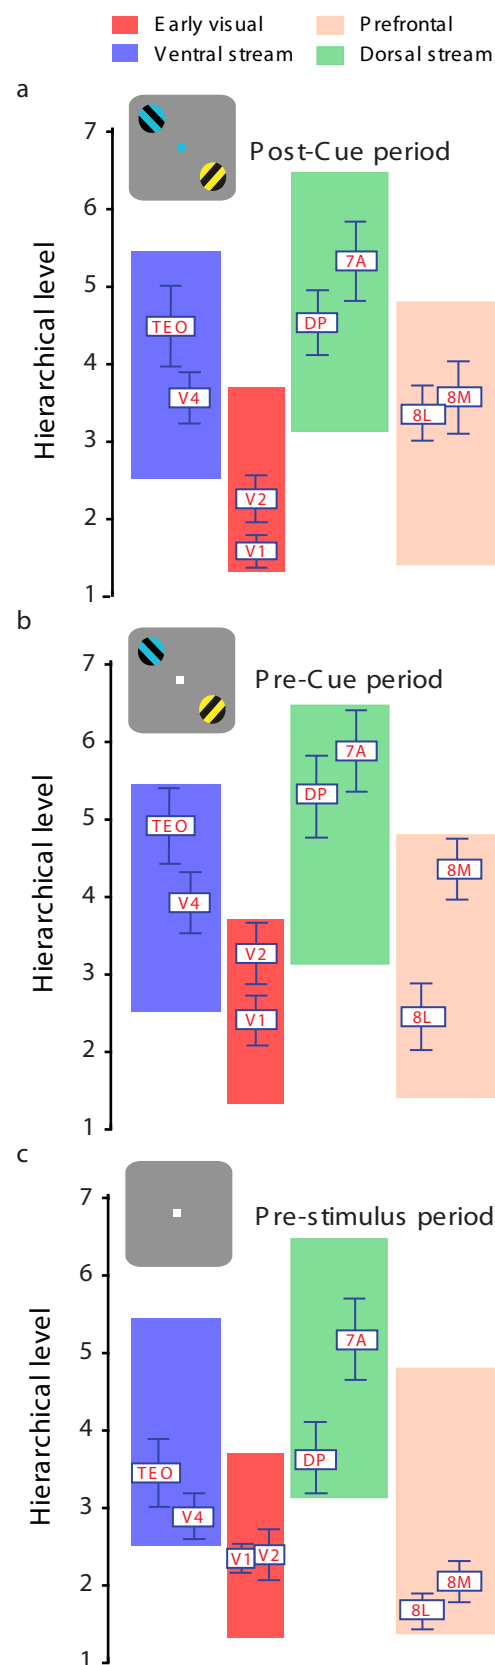 Early visual Prefrontal
Ventral stream Dorsal stream
a
Post-Cue period
Hierarchical level
7
6
5
4
3
2
1
TEO
V4
V2
V1
DP
7A
8L
8M
b
Pre-Cue period
Hierarchical level
7
6
5
4
3
2
1
TEO
V4
V2
V1
DP
7A
8M
8L
c
Pre-stimulus period
Hierarchical level
7
6
5
4
3
2
1
TEO
V4
V1
V2
DP
7A
8L
8M